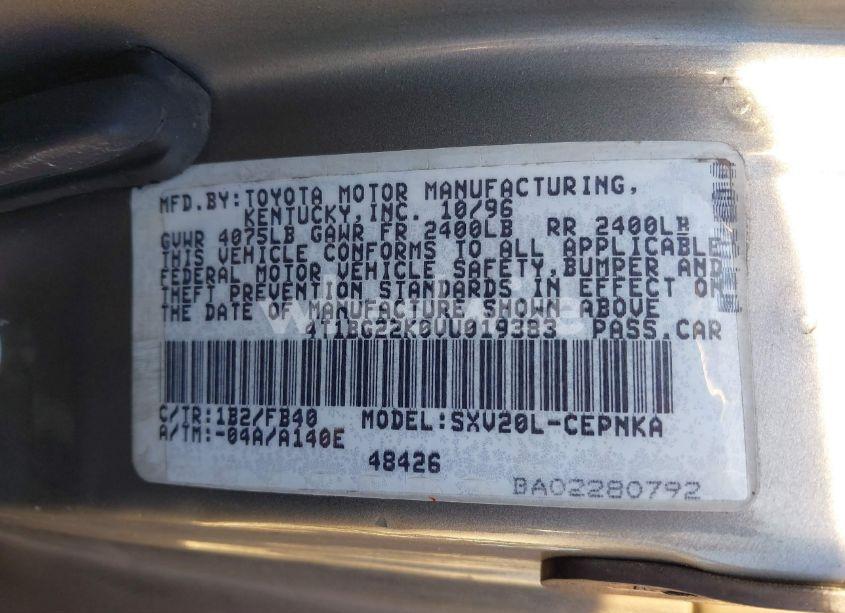 MFD.BY:TOYOTA MOTOR MANUFACTURING,
KENTUCKY,INC. 10/96
GVWR 4075LB GAWR FR 2400LB RR 2400LB
THIS VEHICLE CONFORMS TO ALL APPLICABLE
FEDERAL MOTOR VEHICLE SAFETY,BUMPER AND
THEFT PREVENTION STANDARDS IN EFFECT ON
THE DATE OF MANUFACTURE SHOWN ABOVE
4T1BG22K0VU019383 PASS.CAR
C/TR:1B2/FB40 MODEL:SXV20L-CEPNKA
A/TM:-04A/A140E
48426
BA02280792